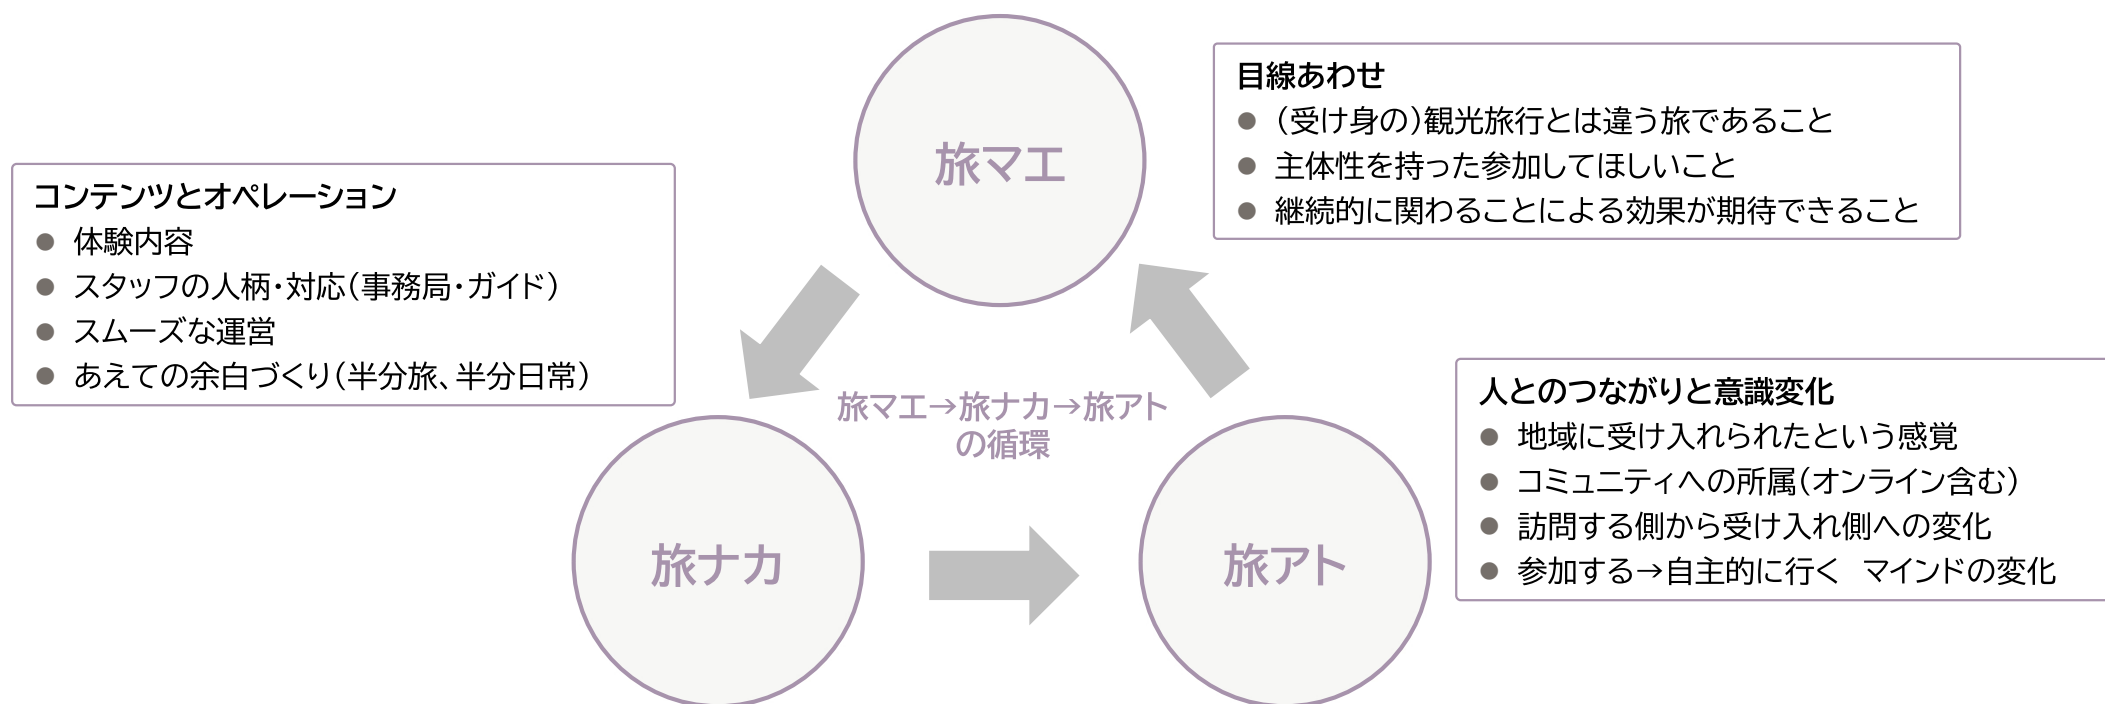 旅マエ
目線あわせ
● （受け身の）観光旅行とは違う旅であること
● 主体性を持った参加してほしいこと
● 継続的に関わることによる効果が期待できること
コンテンツとオペレーション
● 体験内容
● スタッフの人柄・対応（事務局・ガイド）
● スムーズな運営
● あえての余白づくり（半分旅、半分日常）
旅マエ→旅ナカ→旅アト
の循環
旅ナカ
旅アト
人とのつながりと意識変化
● 地域に受け入れられたという感覚
● コミュニティへの所属（オンライン含む）
● 訪問する側から受け入れ側への変化
● 参加する→自主的に行く　マインドの変化